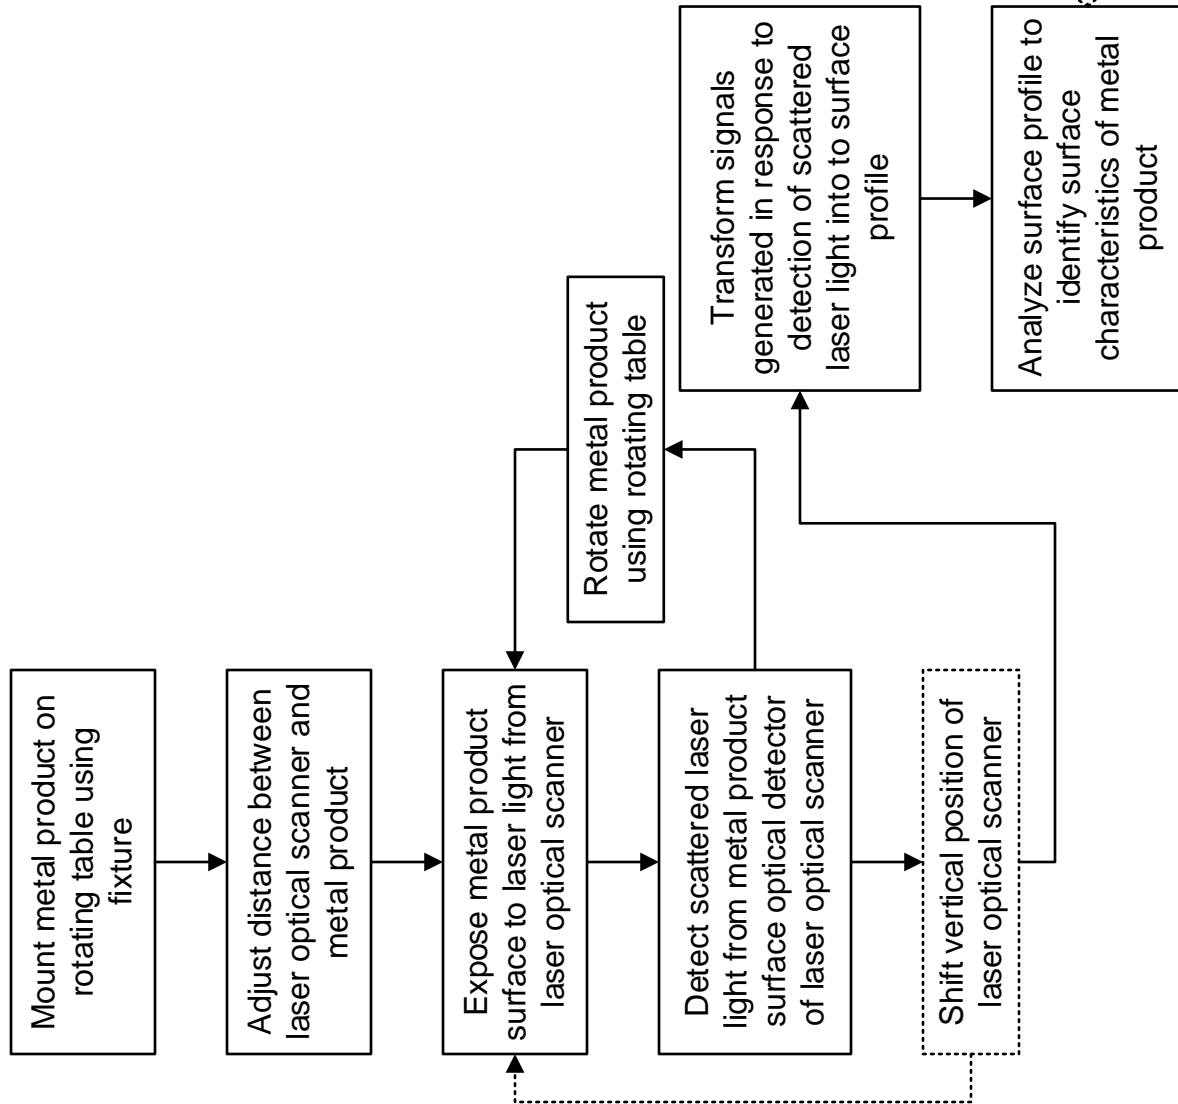 Mount metal product on
rotating table using
fixture
Adjust distance between
laser optical scanner and
metal product
Expose metal product
surface to laser light from
laser optical scanner
Detect scattered laser
light from metal product
surface optical detector
of laser optical scanner
Shift vertical position of
laser optical scanner
Rotate metal product
using rotating table
Transform signals
generated in response to
detection of scattered
laser light into to surface
profile
Analyze surface profile to
identify surface
characteristics of metal
product